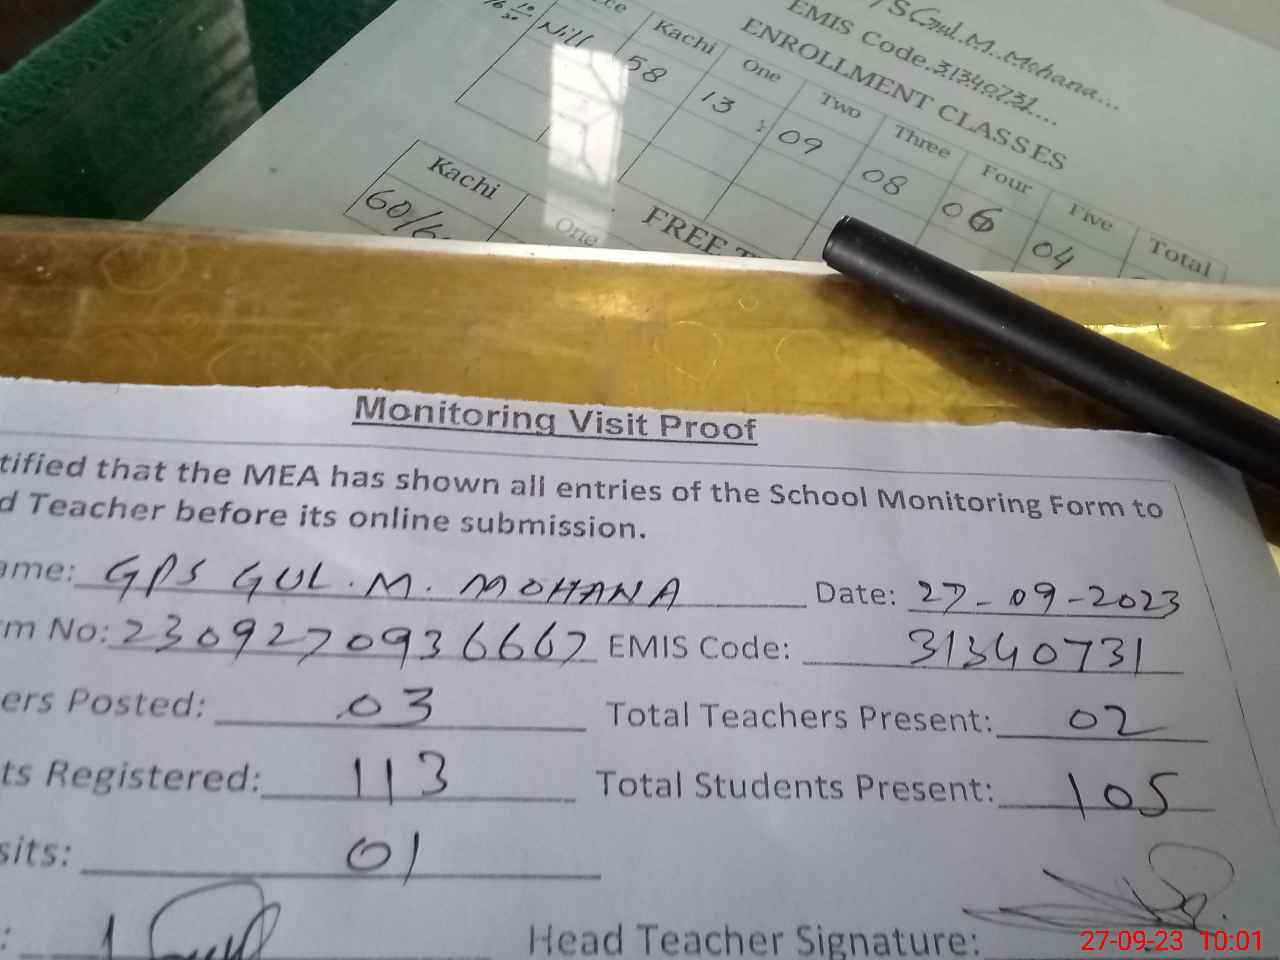 S Gul.M.Mohana...
EMIS Code.31340731...
ENROLLMENT CLASSES
Kachi One Two Three Four Five Total
Nill 58 13 09 08 06 04
FREE
Kachi One
60/6
Monitoring Visit Proof
tified that the MEA has shown all entries of the School Monitoring Form to
d Teacher before its online submission.
ame: GPS GUL.M. MOHANA Date: 27-09-2023
m No: 2309270936667 EMIS Code: 31340731
ers Posted: 03 Total Teachers Present: 02
ts Registered: 113 Total Students Present: 105
sits: 01
Head Teacher Signature:
27-09-23 10:01